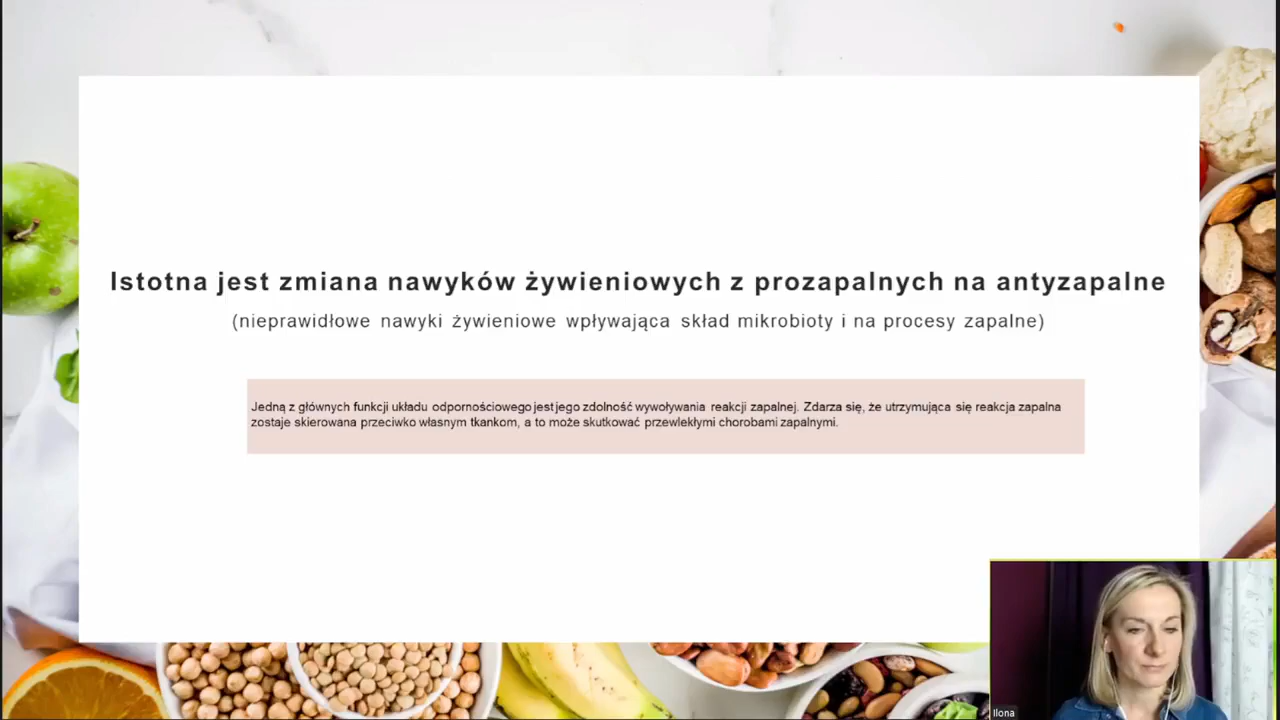 Istotna jest zmiana nawyków żywieniowych z prozapalnych na antyzapalne
(nieprawidłowe nawyki żywieniowe wpływająca skład mikrobioty i na procesy zapalne)
Jedną z głównych funkcji układu odpornościowego jest jego zdolność wywoływania reakcji zapalnej. Zdarza się, że utrzymująca się reakcja zapalna
zostaje skierowana przeciwko własnym tkankom, a to może skutkować przewlekłymi chorobami zapalnymi.
Ilona